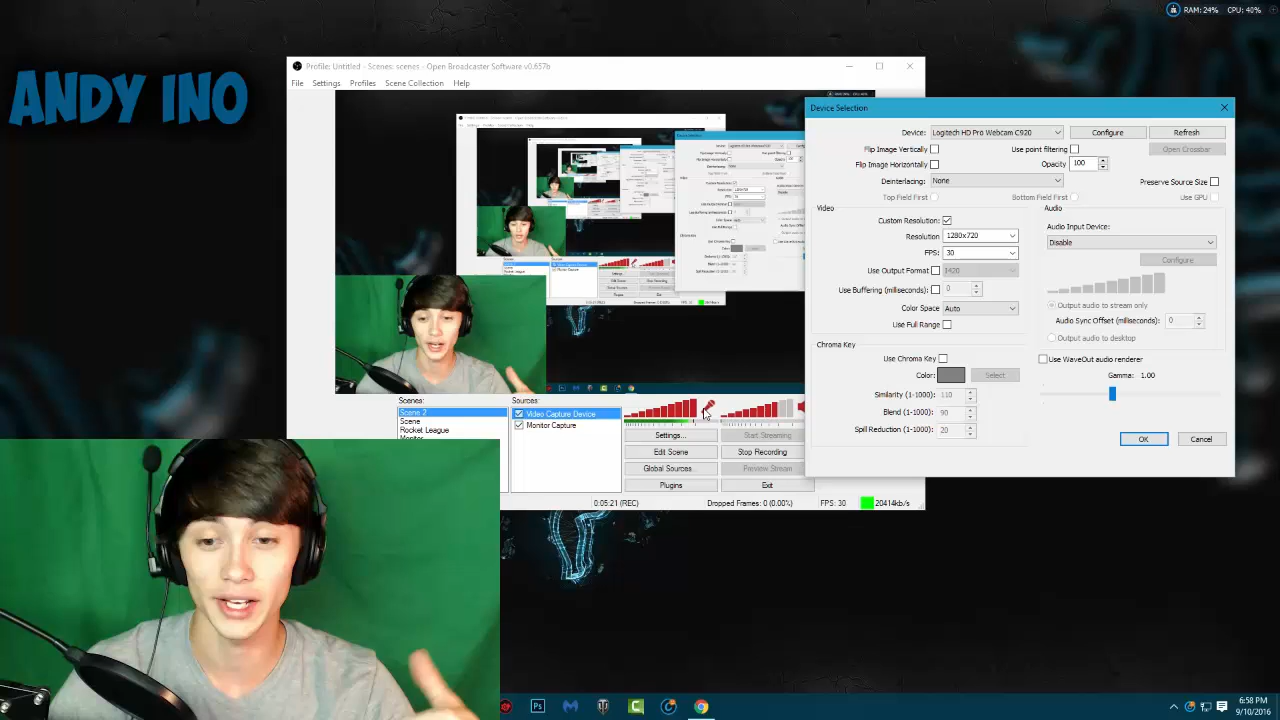 RAM: 24% CPU: 40%
ANDY INO
Profile: Untitled - Scenes: scenes - Open Broadcaster Software v0.657b
File Settings Profiles Scene Collection Help
Device Selection
Device: Logitech HD Pro Webcam C920 Configure Refresh
Flip Image Vertically Use point filtering Open Crossbar
Flip Image Horizontally Opacity 100
Deinterlacing: None
Top Field First Bottom Field First Use GPU
Video
Custom Resolution:
Resolution 1280x720
FPS: 30
Use Output Format
Use Buffering (milliseconds): 0
Color Space Auto
Use Full Range
Audio
Audio Input Device:
Disable
Configure
Output audio to stream only
Audio Sync Offset (miliseconds): 0
Output audio to desktop
Chroma Key
Use Chroma Key
Color: Select:
Similarity (1-1000): 110
Blend (1-1000): 90
Spill Reduction (1-1000): 20
Use WaveOut audio renderer
Gamma: 1.00
OK Cancel
Scenes: Sources:
Scene 2
Scene
Rocket League
Monitor
Video Capture Device
Monitor Capture
Settings... Start Streaming
Edit Scene Stop Recording
Global Sources... Preview Stream
Plugins Exit
0:05:21 (REC) Dropped Frames: 0 (0.00%) FPS: 30 20414kb/s
6:58 PM
9/10/2016